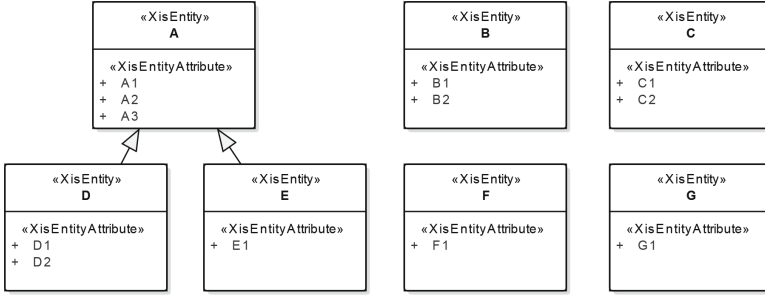 «XisEntity»
A
«XisEntityAttribute»
+ A1
+ A2
+ A3
«XisEntity»
B
«XisEntityAttribute»
+ B1
+ B2
«XisEntity»
C
«XisEntityAttribute»
+ C1
+ C2
«XisEntity»
D
«XisEntityAttribute»
+ D1
+ D2
«XisEntity»
E
«XisEntityAttribute»
+ E1
«XisEntity»
F
«XisEntityAttribute»
+ F1
«XisEntity»
G
«XisEntityAttribute»
+ G1